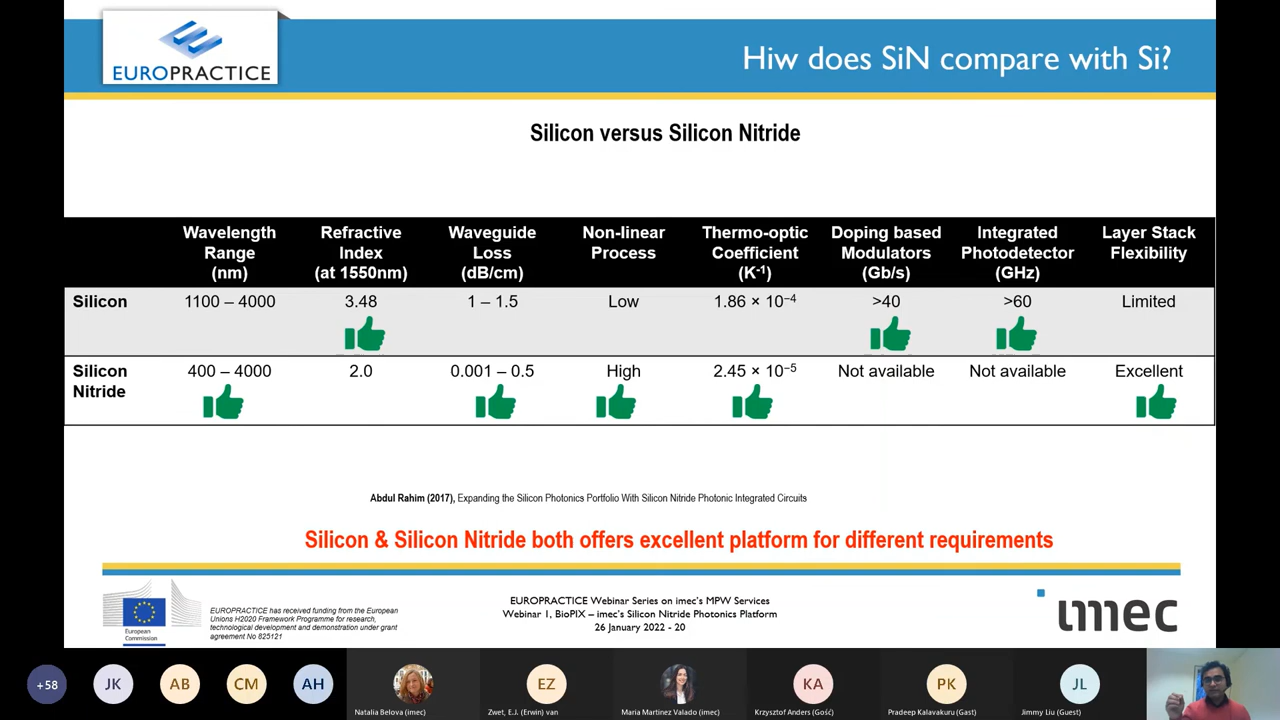 EUROPRACTICE
Hiw does SiN compare with Si?
Silicon versus Silicon Nitride
Wavelength Range (nm) Refractive Index (at 1550nm) Waveguide Loss (dB/cm) Non-linear Process Thermo-optic Coefficient (K⁻¹) Doping based Modulators (Gb/s) Integrated Photodetector (GHz) Layer Stack Flexibility
Silicon 1100 – 4000 3.48 1 – 1.5 Low 1.86 × 10⁻⁴ >40 >60 Limited
Silicon Nitride 400 – 4000 2.0 0.001 – 0.5 High 2.45 × 10⁻⁵ Not available Not available Excellent
Abdul Rahim (2017), Expanding the Silicon Photonics Portfolio With Silicon Nitride Photonic Integrated Circuits
Silicon & Silicon Nitride both offers excellent platform for different requirements
European
Commission
EUROPRACTICE has received funding from the European
Unions H2020 Framework Programme for research,
technological development and demonstration under grant
agreement No 825121
EUROPRACTICE Webinar Series on imec's MPW Services
Webinar 1, BioPIX – imec's Silicon Nitride Photonics Platform
26 January 2022 - 20
imec
+58 JK AB CM AH EZ KA PK JL
Natalia Belova (imec) Zwet, E.J. (Erwin) van Maria Martinez Valado (imec) Krzysztof Anders (Gość) Pradeep Kalavakuru (Gast) Jimmy Liu (Guest)